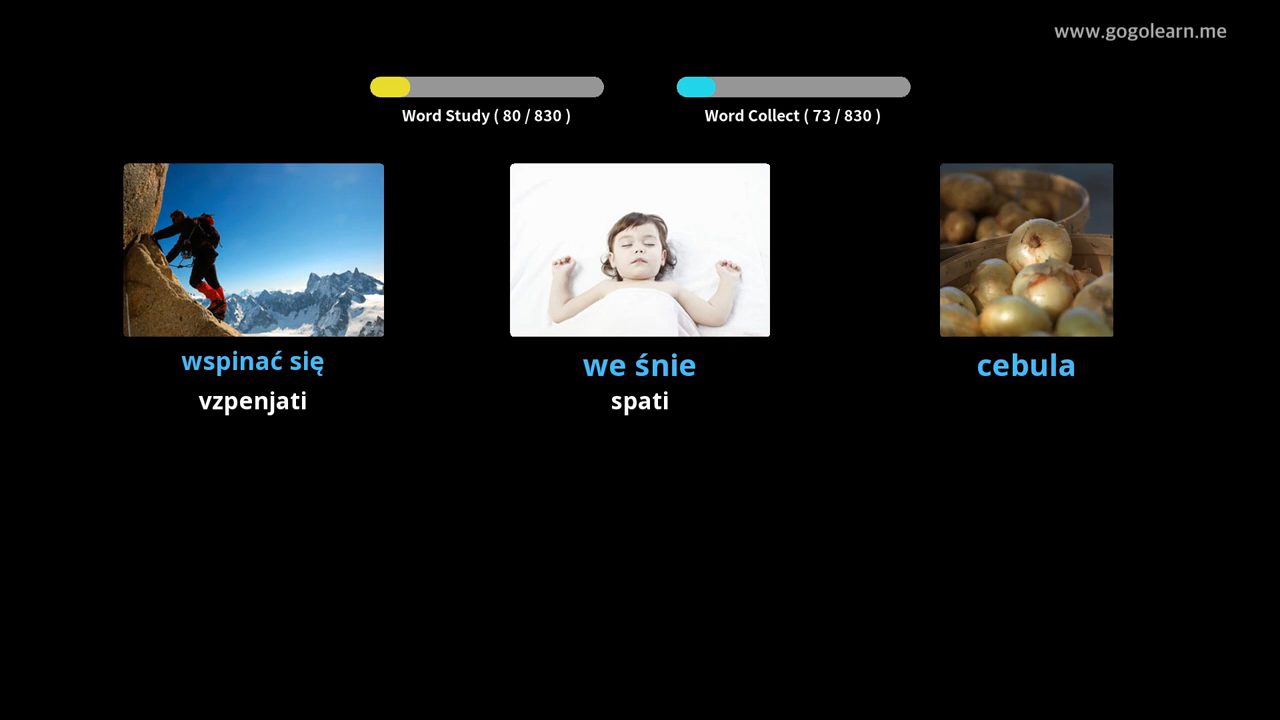 www.gogolearn.me
Word Study ( 80 / 830 )
Word Collect ( 73 / 830 )
wspinać się
vzpenjati
we śnie
spati
cebula